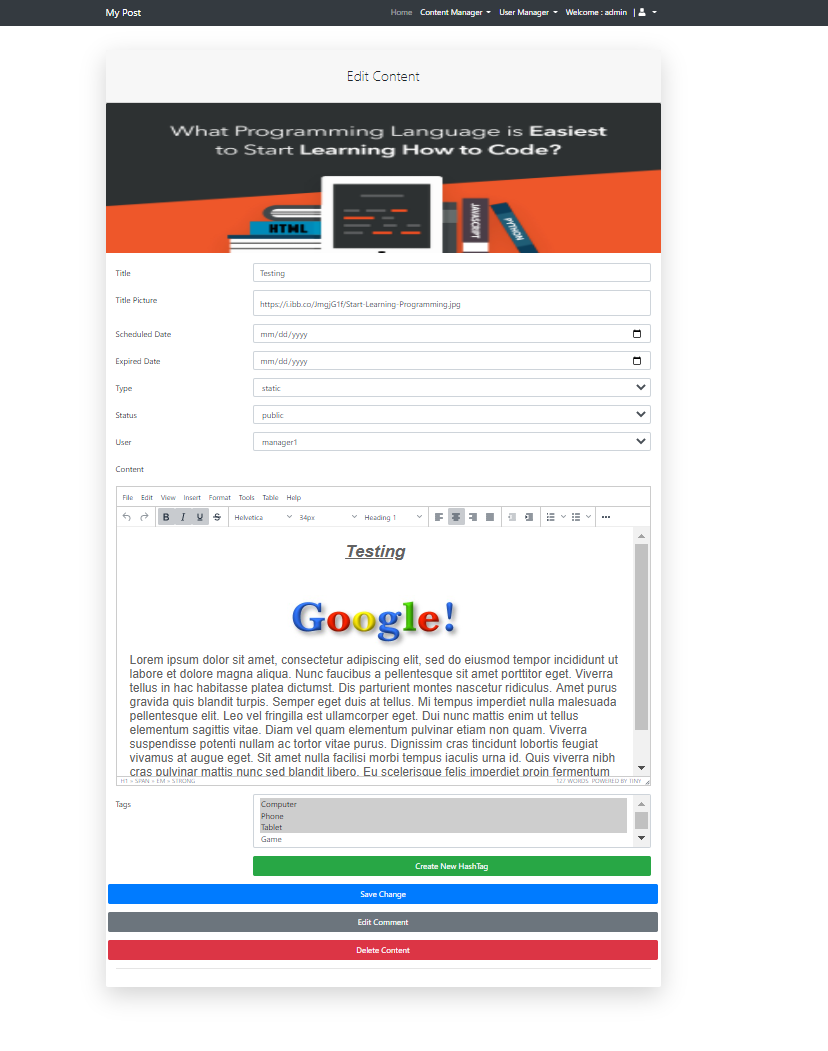 My Post Home Content Manager User Manager Welcome : admin |
Edit Content
What Programming Language is Easiest
to Start Learning How to Code?
HTML
JAVASCRIPT
PYTHON
Title Testing
Title Picture https://i.ibb.co/JmgjG1f/Start-Learning-Programming.jpg
Scheduled Date mm/dd/yyyy
Expired Date mm/dd/yyyy
Type static
Status public
User manager1
Content
File Edit View Insert Format Tools Table Help
B I U S Helvetica 34px Heading 1
Testing
Google!
Lorem ipsum dolor sit amet, consectetur adipiscing elit, sed do eiusmod tempor incididunt ut
labore et dolore magna aliqua. Nunc faucibus a pellentesque sit amet porttitor eget. Viverra
tellus in hac habitasse platea dictumst. Dis parturient montes nascetur ridiculus. Amet purus
gravida quis blandit turpis. Semper eget duis at tellus. Mi tempus imperdiet nulla malesuada
pellentesque elit. Leo vel fringilla est ullamcorper eget. Dui nunc mattis enim ut tellus
elementum sagittis vitae. Diam vel quam elementum pulvinar etiam non quam. Viverra
suspendisse potenti nullam ac tortor vitae purus. Dignissim cras tincidunt lobortis feugiat
vivamus at augue eget. Sit amet nulla facilisi morbi tempus iaculis urna id. Quis viverra nibh
cras pulvinar mattis nunc sed blandit libero. Eu scelerisque felis imperdiet proin fermentum
H1 » SPAN » EM » STRONG 127 WORDS POWERED BY TINY
Tags Computer
Phone
Tablet
Game
Create New HashTag
Save Change
Edit Comment
Delete Content